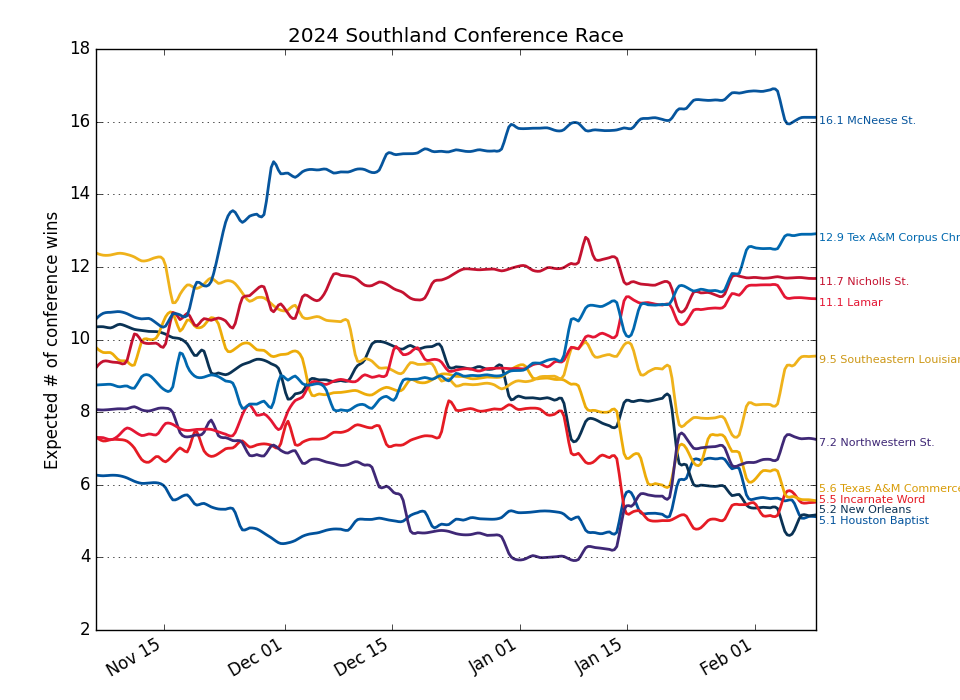 2024 Southland Conference Race
Expected # of conference wins
18
16
14
12
10
8
6
4
2
Nov 15
Dec 01
Dec 15
Jan 01
Jan 15
Feb 01
16.1 McNeese St.
12.9 Tex A&M Corpus Chr
11.7 Nicholls St.
11.1 Lamar
9.5 Southeastern Louisian
7.2 Northwestern St.
5.6 Texas A&M Commerce
5.5 Incarnate Word
5.2 New Orleans
5.1 Houston Baptist